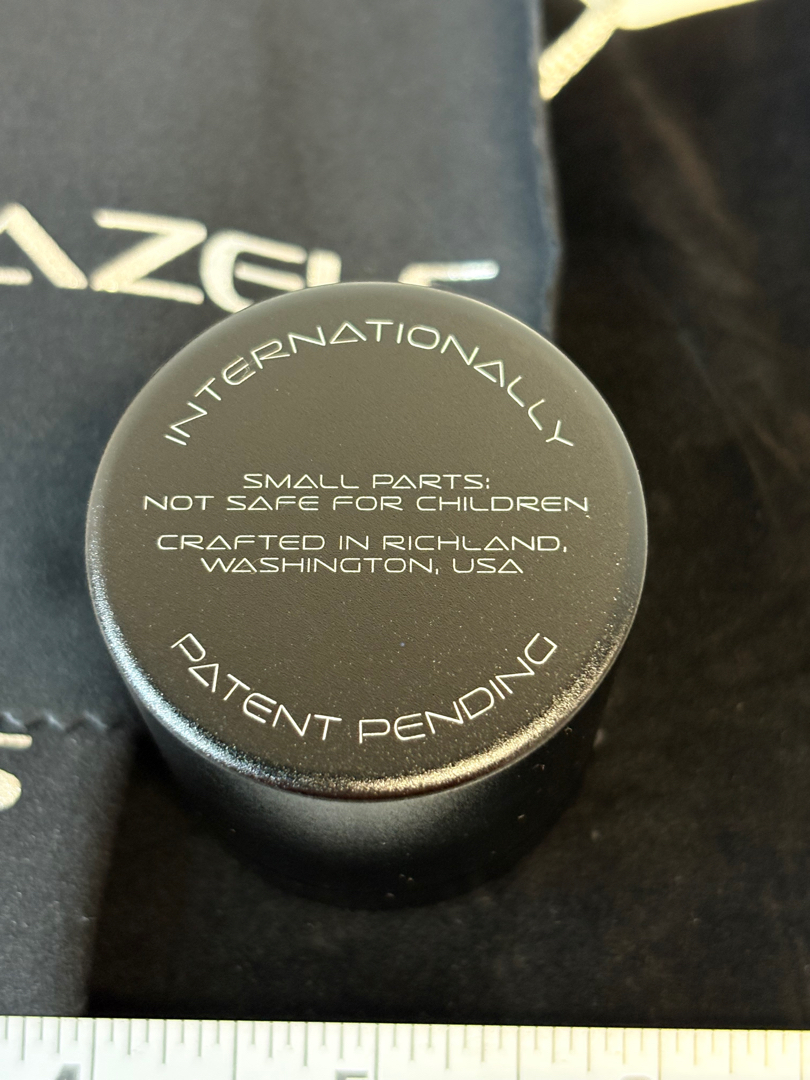 INTERNATIONALLY
SMALL PARTS:
NOT SAFE FOR CHILDREN
CRAFTED IN RICHLAND,
WASHINGTON, USA
PATENT PENDING